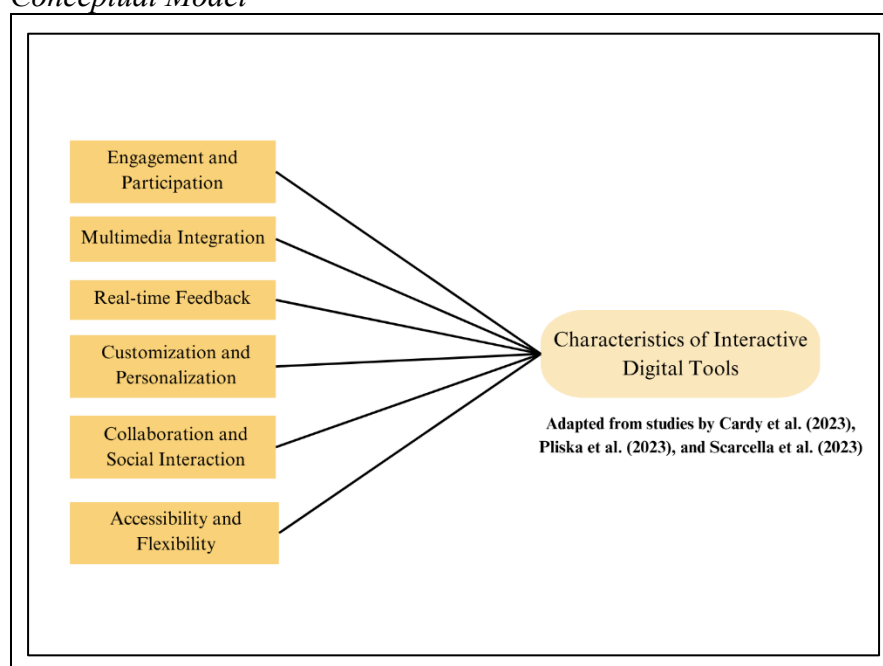 Conceptual Model
Engagement and
Participation
Multimedia Integration
Real-time Feedback
Customization and
Personalization
Collaboration and
Social Interaction
Accessibility and
Flexibility
Characteristics of Interactive
Digital Tools
Adapted from studies by Cardy et al. (2023),
Pliska et al. (2023), and Scarcella et al. (2023)